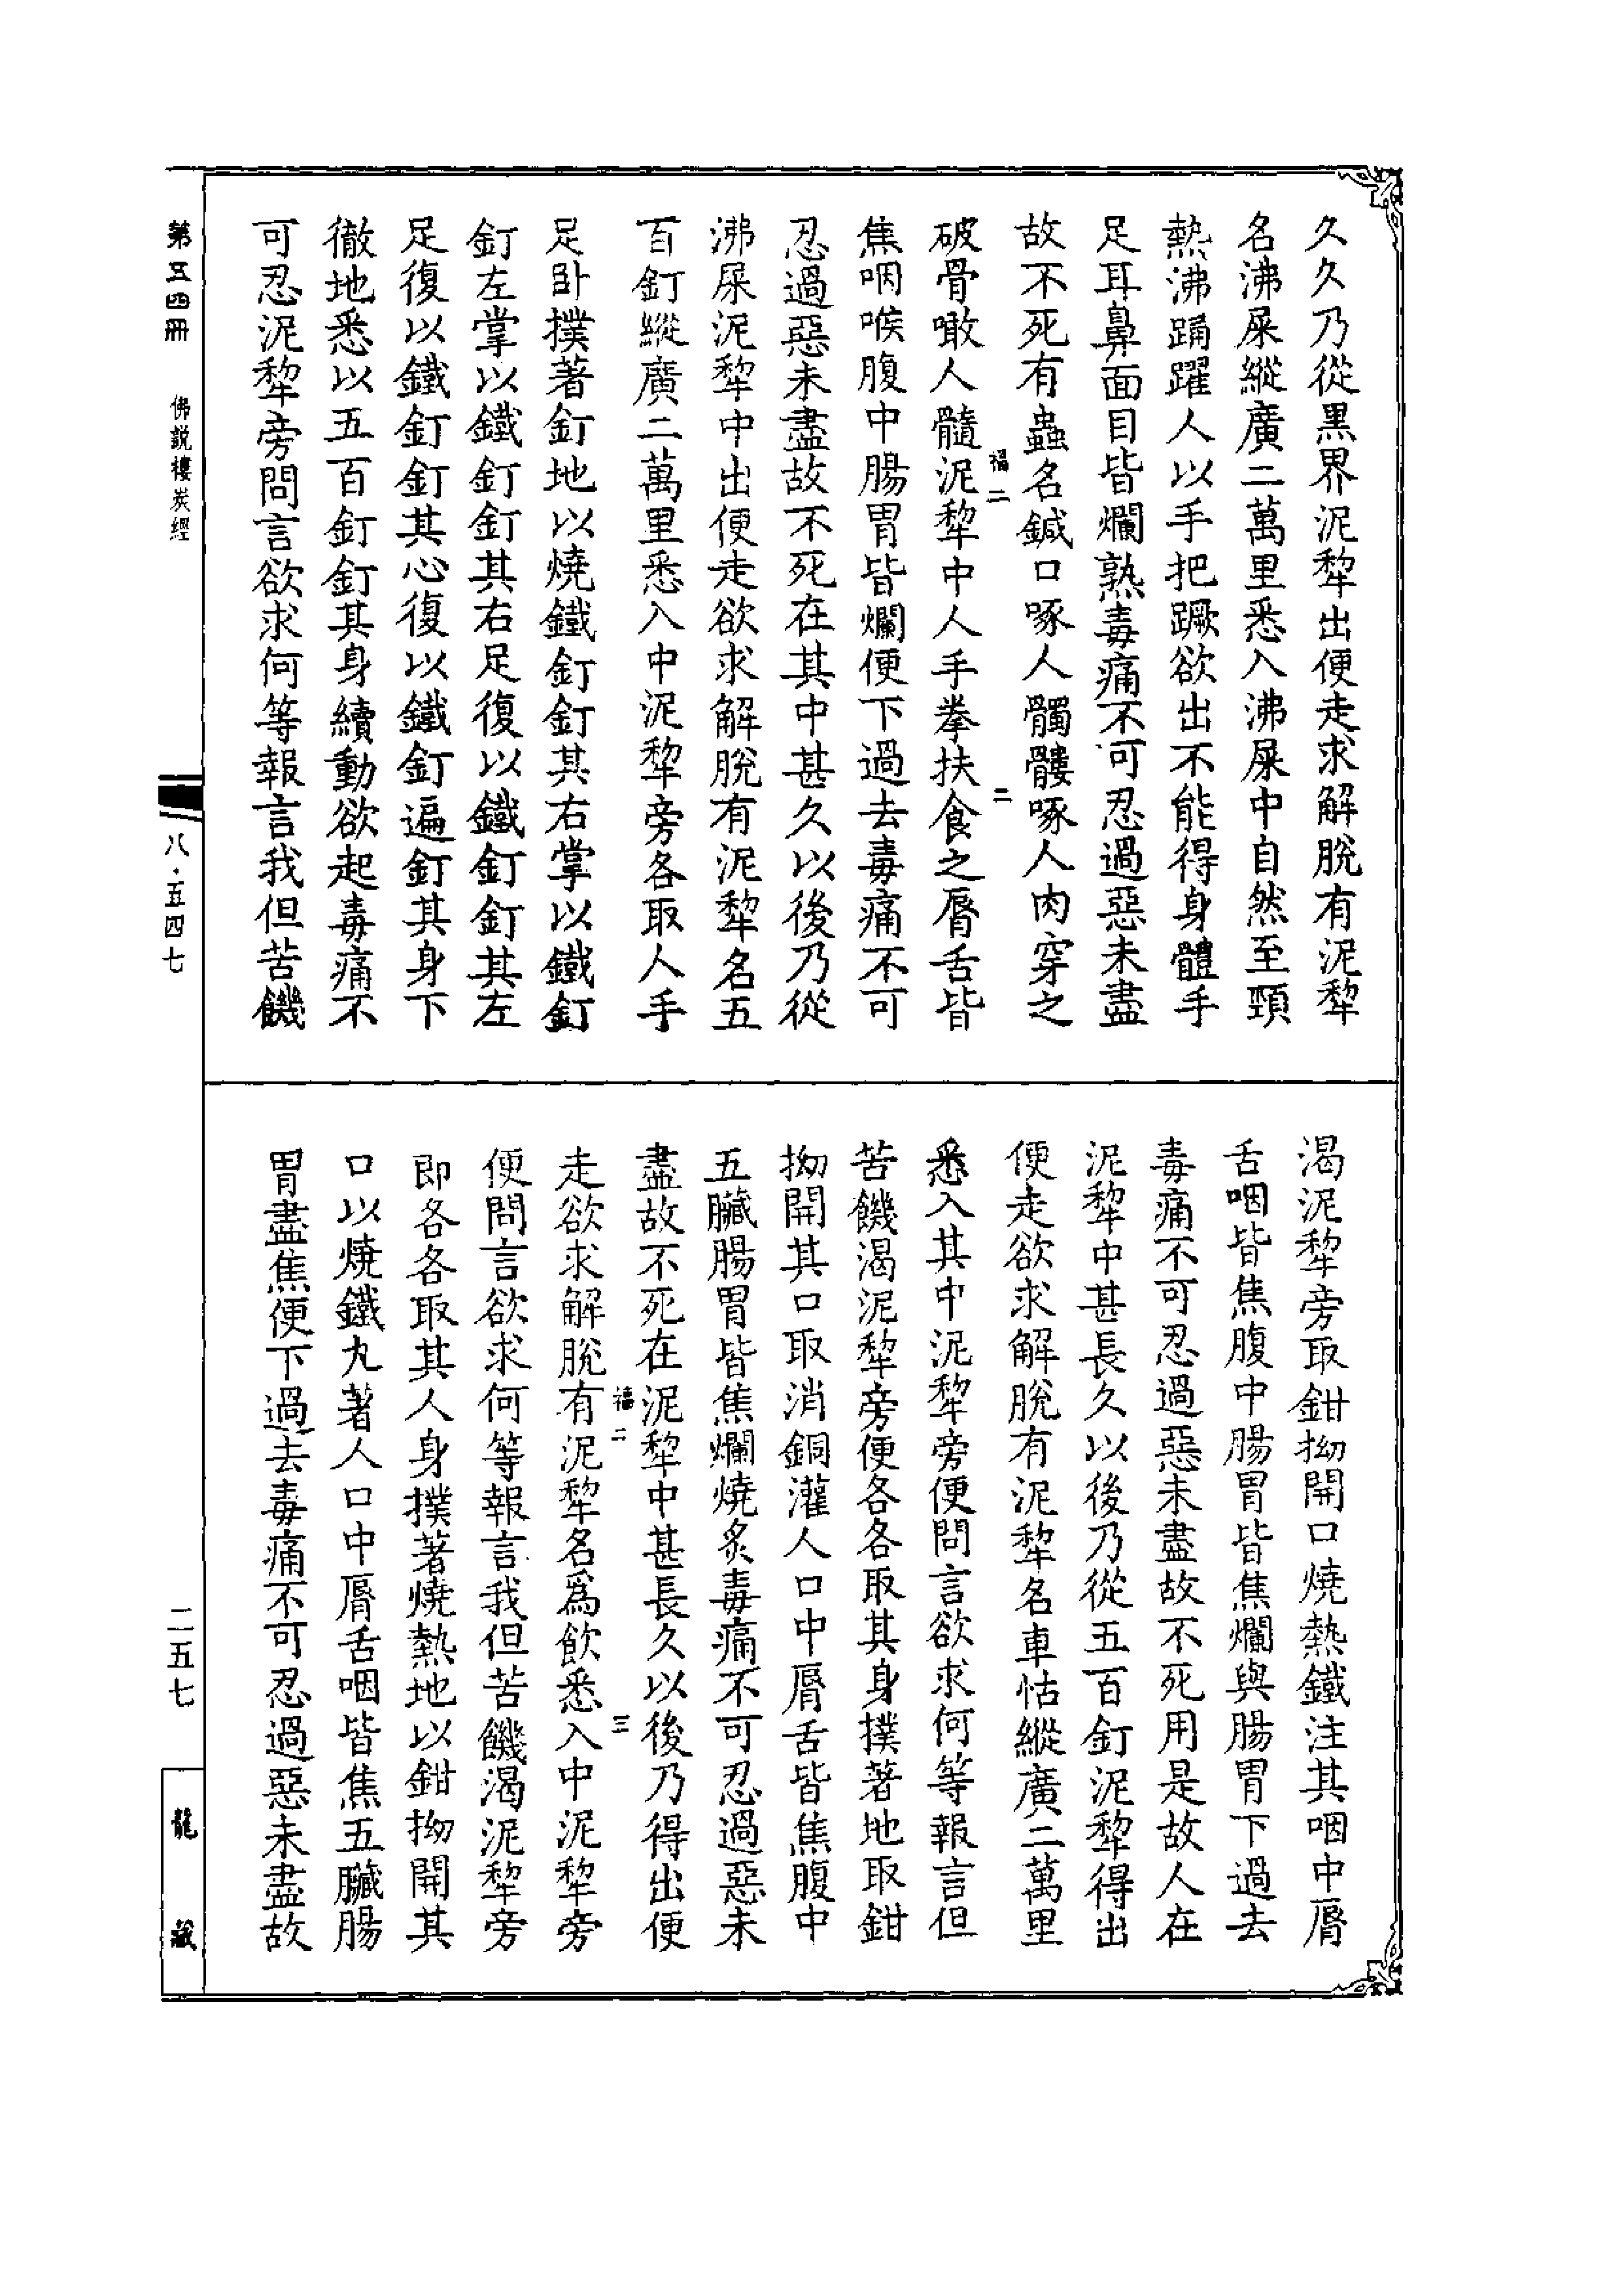 久久乃從黑界泥犂出便走求解脫有泥犂
名沸屎縱廣二萬里悉入沸屎中自然至頸
熱沸踊躍人以手把蹶欲出不能得身體手
足耳鼻面目皆爛熟毒痛不可忍過惡未盡
故不死有蟲名鍼口啄人髑髏啄人肉穿之
福二 二
破骨噉人髓泥犂中人手拳扶食之脣舌皆
焦咽喉腹中腸胃皆爛便下過去毒痛不可
忍過惡未盡故不死在其中甚久以後乃從
沸屎泥犂中出便走欲求解脫有泥犂名五
百釘縱廣二萬里悉入中泥犂旁各取人手
足卧撲著釘地以燒鐵釘釘其右掌以鐵釘
釘左掌以鐵釘釘其右足復以鐵釘釘其左
足復以鐵釘釘其心復以鐵釘遍釘其身下
徹地悉以五百釘釘其身續動欲起毒痛不
可忍泥犂旁問言欲求何等報言我但苦饑
渴泥犂旁取鉗拗開口燒熱鐵注其咽中脣
舌咽皆焦腹中腸胃皆焦爛與腸胃下過去
毒痛不可忍過惡未盡故不死用是故人在
泥犂中甚長久以後乃從五百釘泥犂得出
便走欲求解脫有泥犂名車怙縱廣二萬里
悉入其中泥犂旁便問言欲求何等報言但
苦饑渴泥犂旁便各各取其身撲著地取鉗
拗開其口取消銅灌人口中脣舌皆焦腹中
五臟腸胃皆焦爛燒炙毒痛不可忍過惡未
盡故不死在泥犂中甚長久以後乃得出便
福二 三
走欲求解脫有泥犂名爲飲悉入中泥犂旁
便問言欲求何等報言我但苦饑渴泥犂旁
即各各取其人身撲著燒熱地以鉗拗開其
口以燒鐵丸著人口中脣舌咽皆焦五臟腸
胃盡焦便下過去毒痛不可忍過惡未盡故
第五四冊 佛說樓炭經
八·五四七
二五七
龍藏